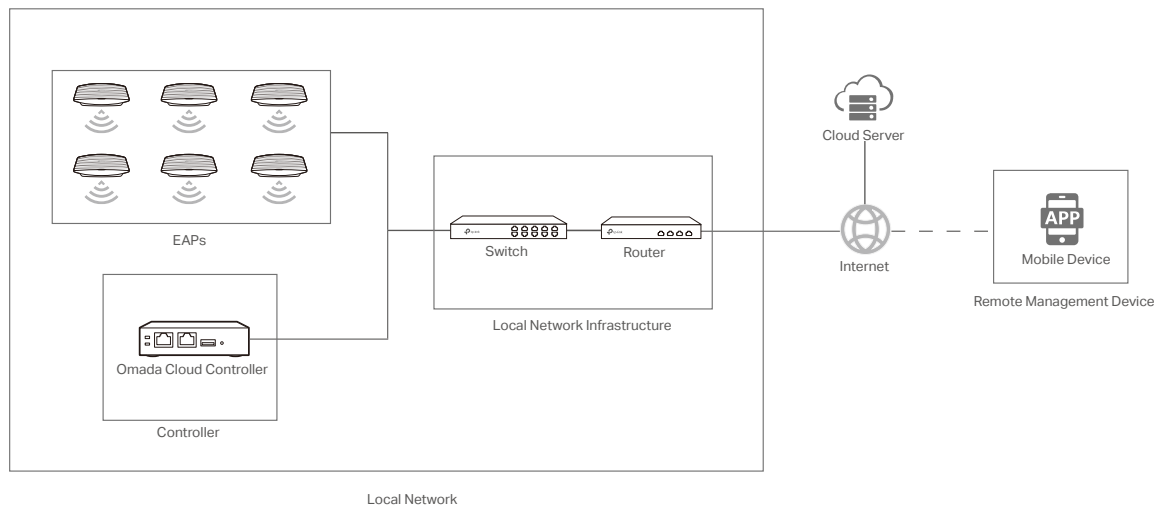 Cloud Server
EAPs
Switch
Router
Internet
APP
Mobile Device
Remote Management Device
Local Network Infrastructure
Omada Cloud Controller
Controller
Local Network